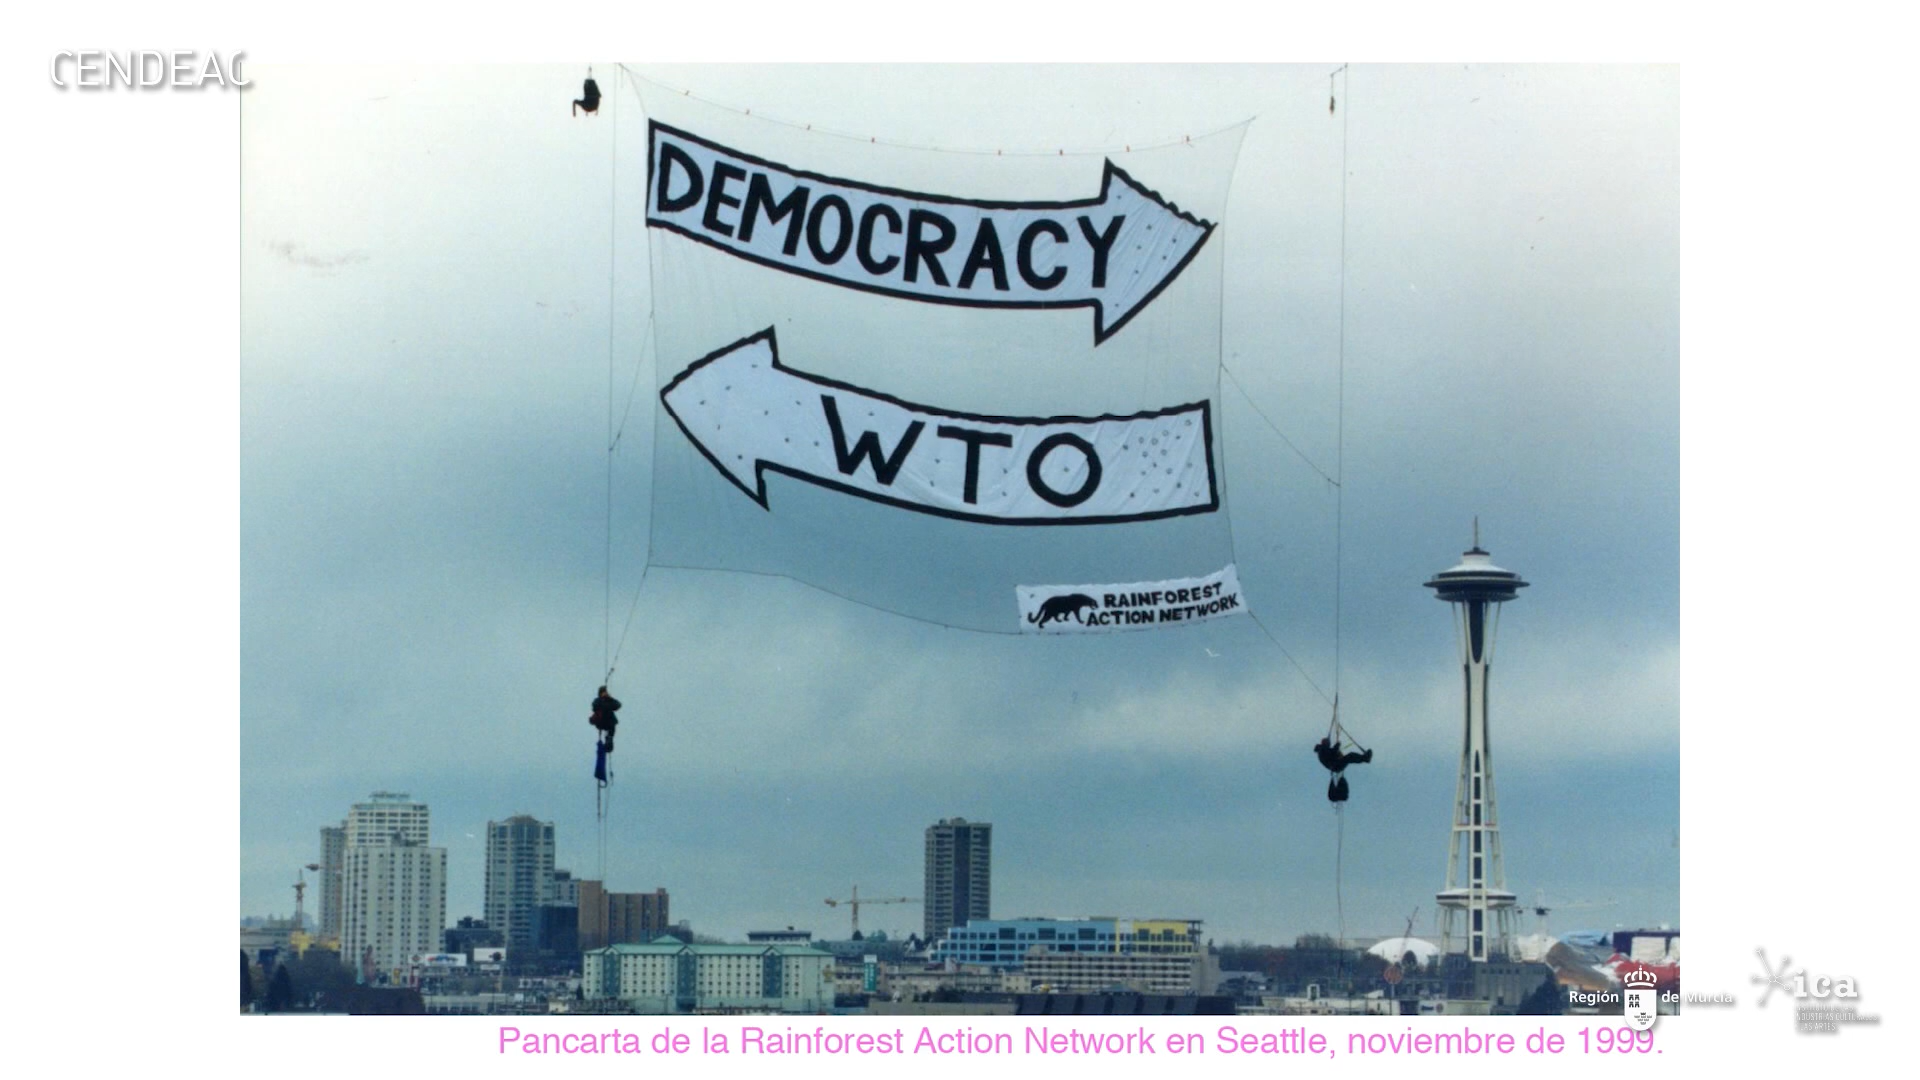 CENDEAC
DEMOCRACY
WTO
RAINFOREST
ACTION NETWORK
Región de Murcia
ica
Pancarta de la Rainforest Action Network en Seattle, noviembre de 1999.